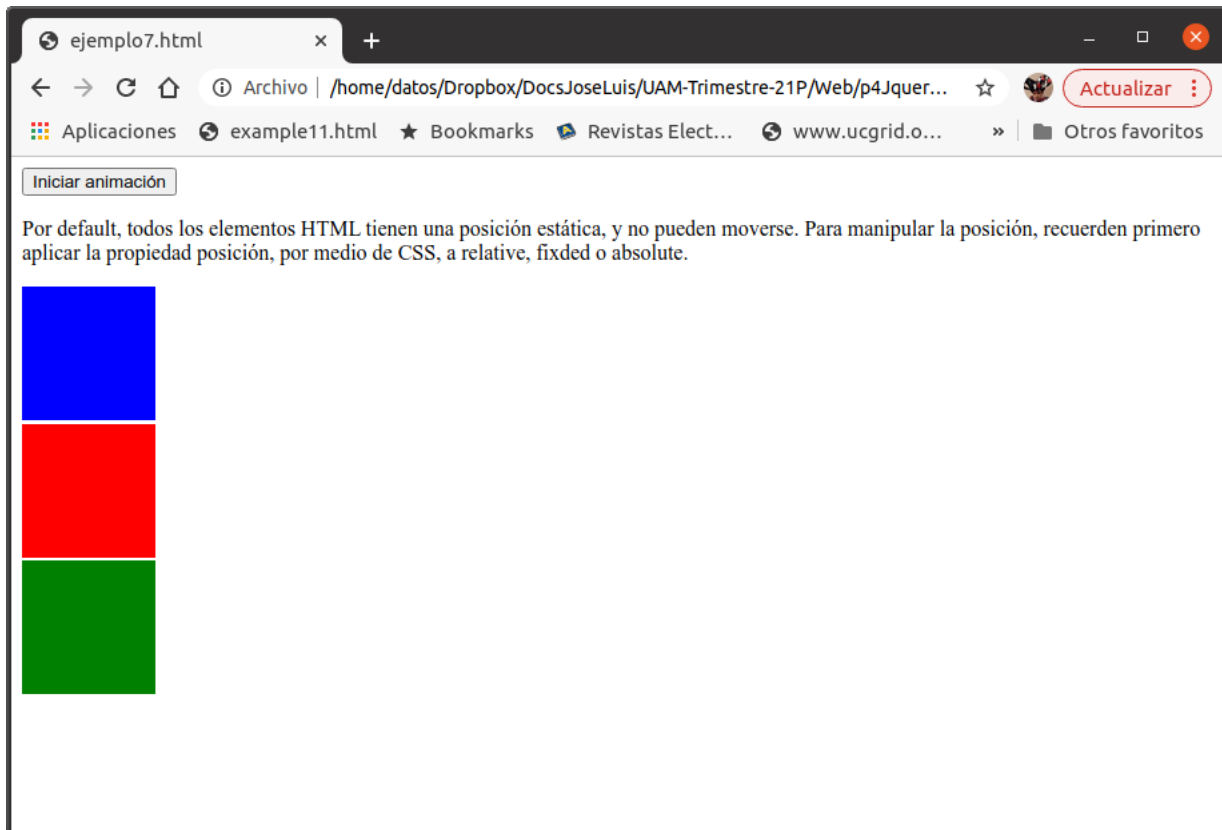 ejemplo7.html
Archivo | /home/datos/Dropbox/DocsJoseLuis/UAM-Trimestre-21P/Web/p4Jquer...
Actualizar
Aplicaciones example11.html Bookmarks Revistas Elect... www.ucgrid.o... » Otros favoritos
Iniciar animación
Por default, todos los elementos HTML tienen una posición estática, y no pueden moverse. Para manipular la posición, recuerden primero
aplicar la propiedad posición, por medio de CSS, a relative, fixded o absolute.